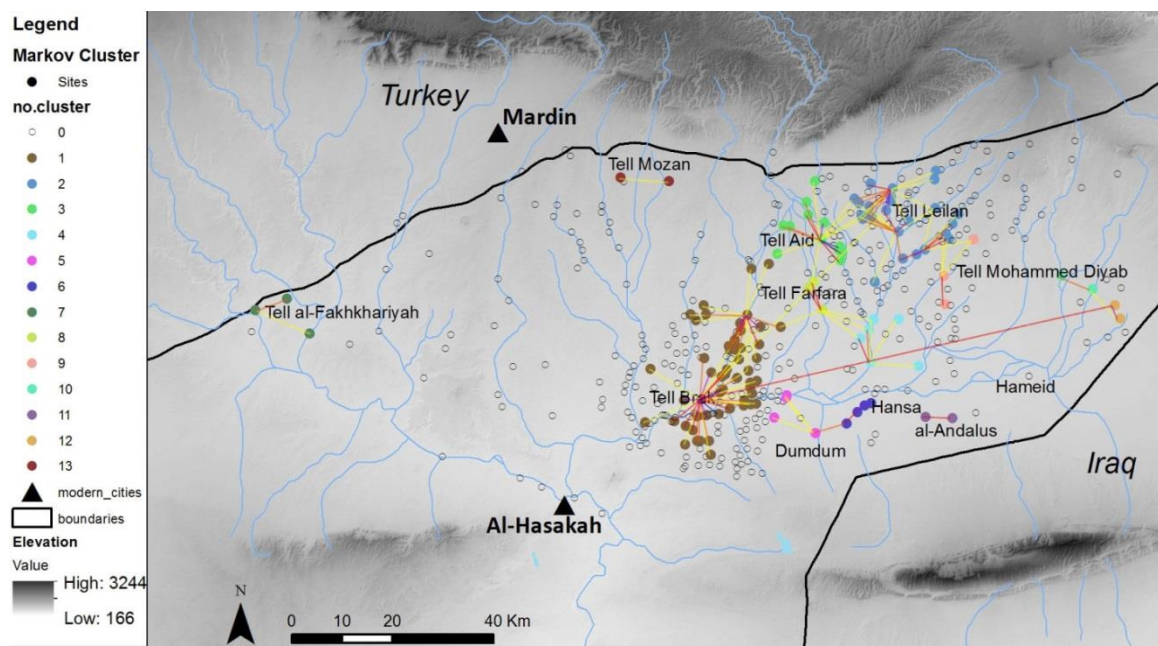 Legend
Markov Cluster
Sites
no.cluster
0
1
2
3
4
5
6
7
8
9
10
11
12
13
modern_cities
boundaries
Elevation
Value
High: 3244
Low: 166
Turkey
Mardin
Tell Mozan
Tell Leilan
Tell Aid
Tell Mohammed Diyab
Tell Farfara
Tell al-Fakhkhariyah
Hameid
Tell Brak
Hansa
al-Andalus
Dumdum
Iraq
Al-Hasakah
N
0 10 20 40 Km